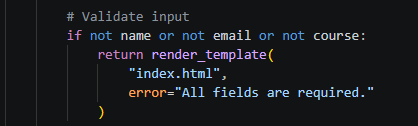 # Validate input
if not name or not email or not course:
return render_template(
"index.html",
error="All fields are required."
)